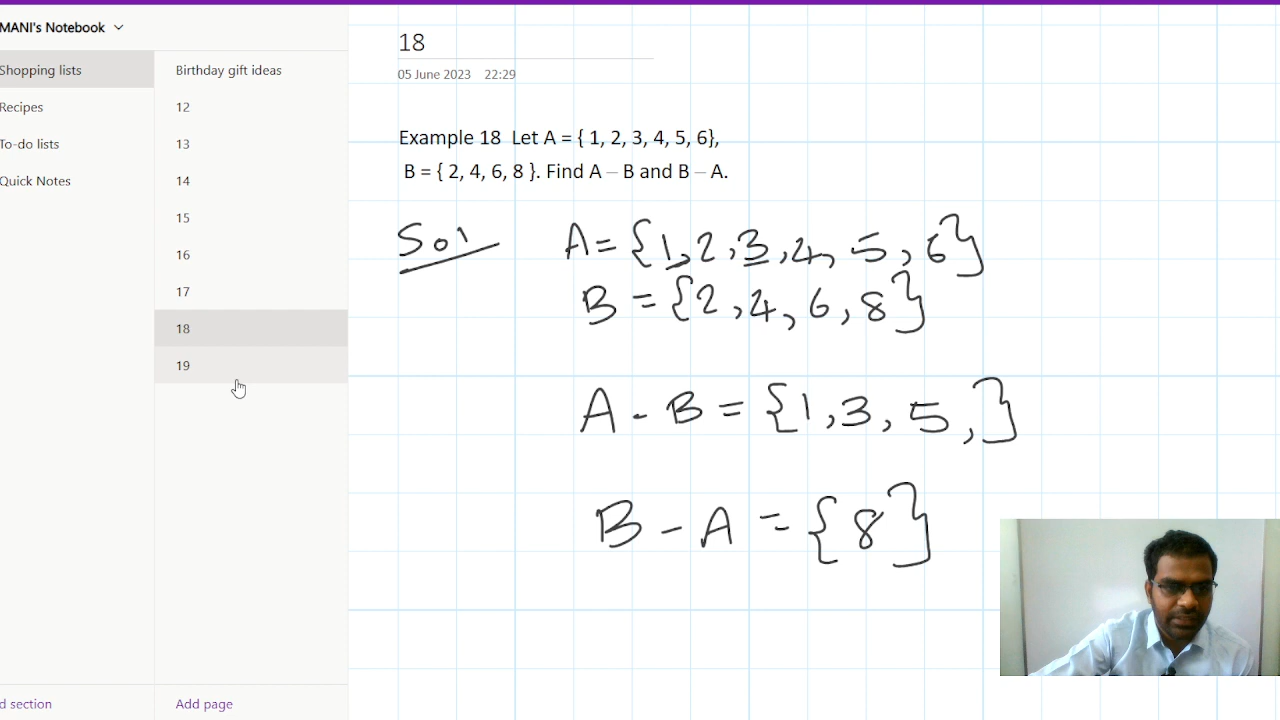 MANI's Notebook
Shopping lists
Recipes
To-do lists
Quick Notes
d section
Birthday gift ideas
12
13
14
15
16
17
18
19
Add page
18
05 June 2023 22:29
Example 18 Let A = { 1, 2, 3, 4, 5, 6},
B = { 2, 4, 6, 8 }. Find A – B and B – A.
Sol A = {1, 2, 3, 4, 5, 6}
B = {2, 4, 6, 8}
A - B = {1, 3, 5, }
B - A = {8}